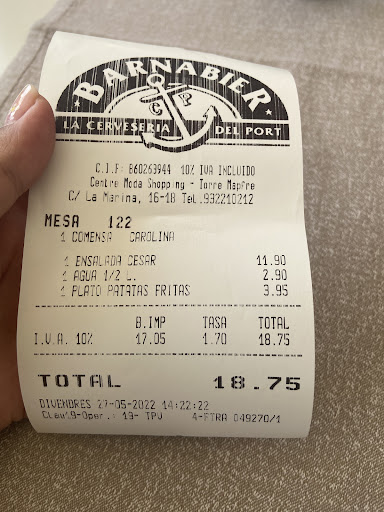 BARNABIER
C P
LA CERVESERIA DEL PORT
C.I.F: B60263944 10% IVA INCLUIDO
Centre Moda Shopping - Torre Mapfre
C/ La Marina, 16-18 Tel.932210212
MESA 122
1 COMENSA CAROLINA
1 ENSALADA CESAR 11.90
1 AGUA 1/2 L. 2.90
1 PLATO PATATAS FRITAS 3.95
B.IMP TASA TOTAL
I.V.A. 10% 17.05 1.70 18.75
TOTAL 18.75
DIVENDRES 27-05-2022 14:22:22
CLau19-Oper.: 19- TPV 4-FTRA 049270/1